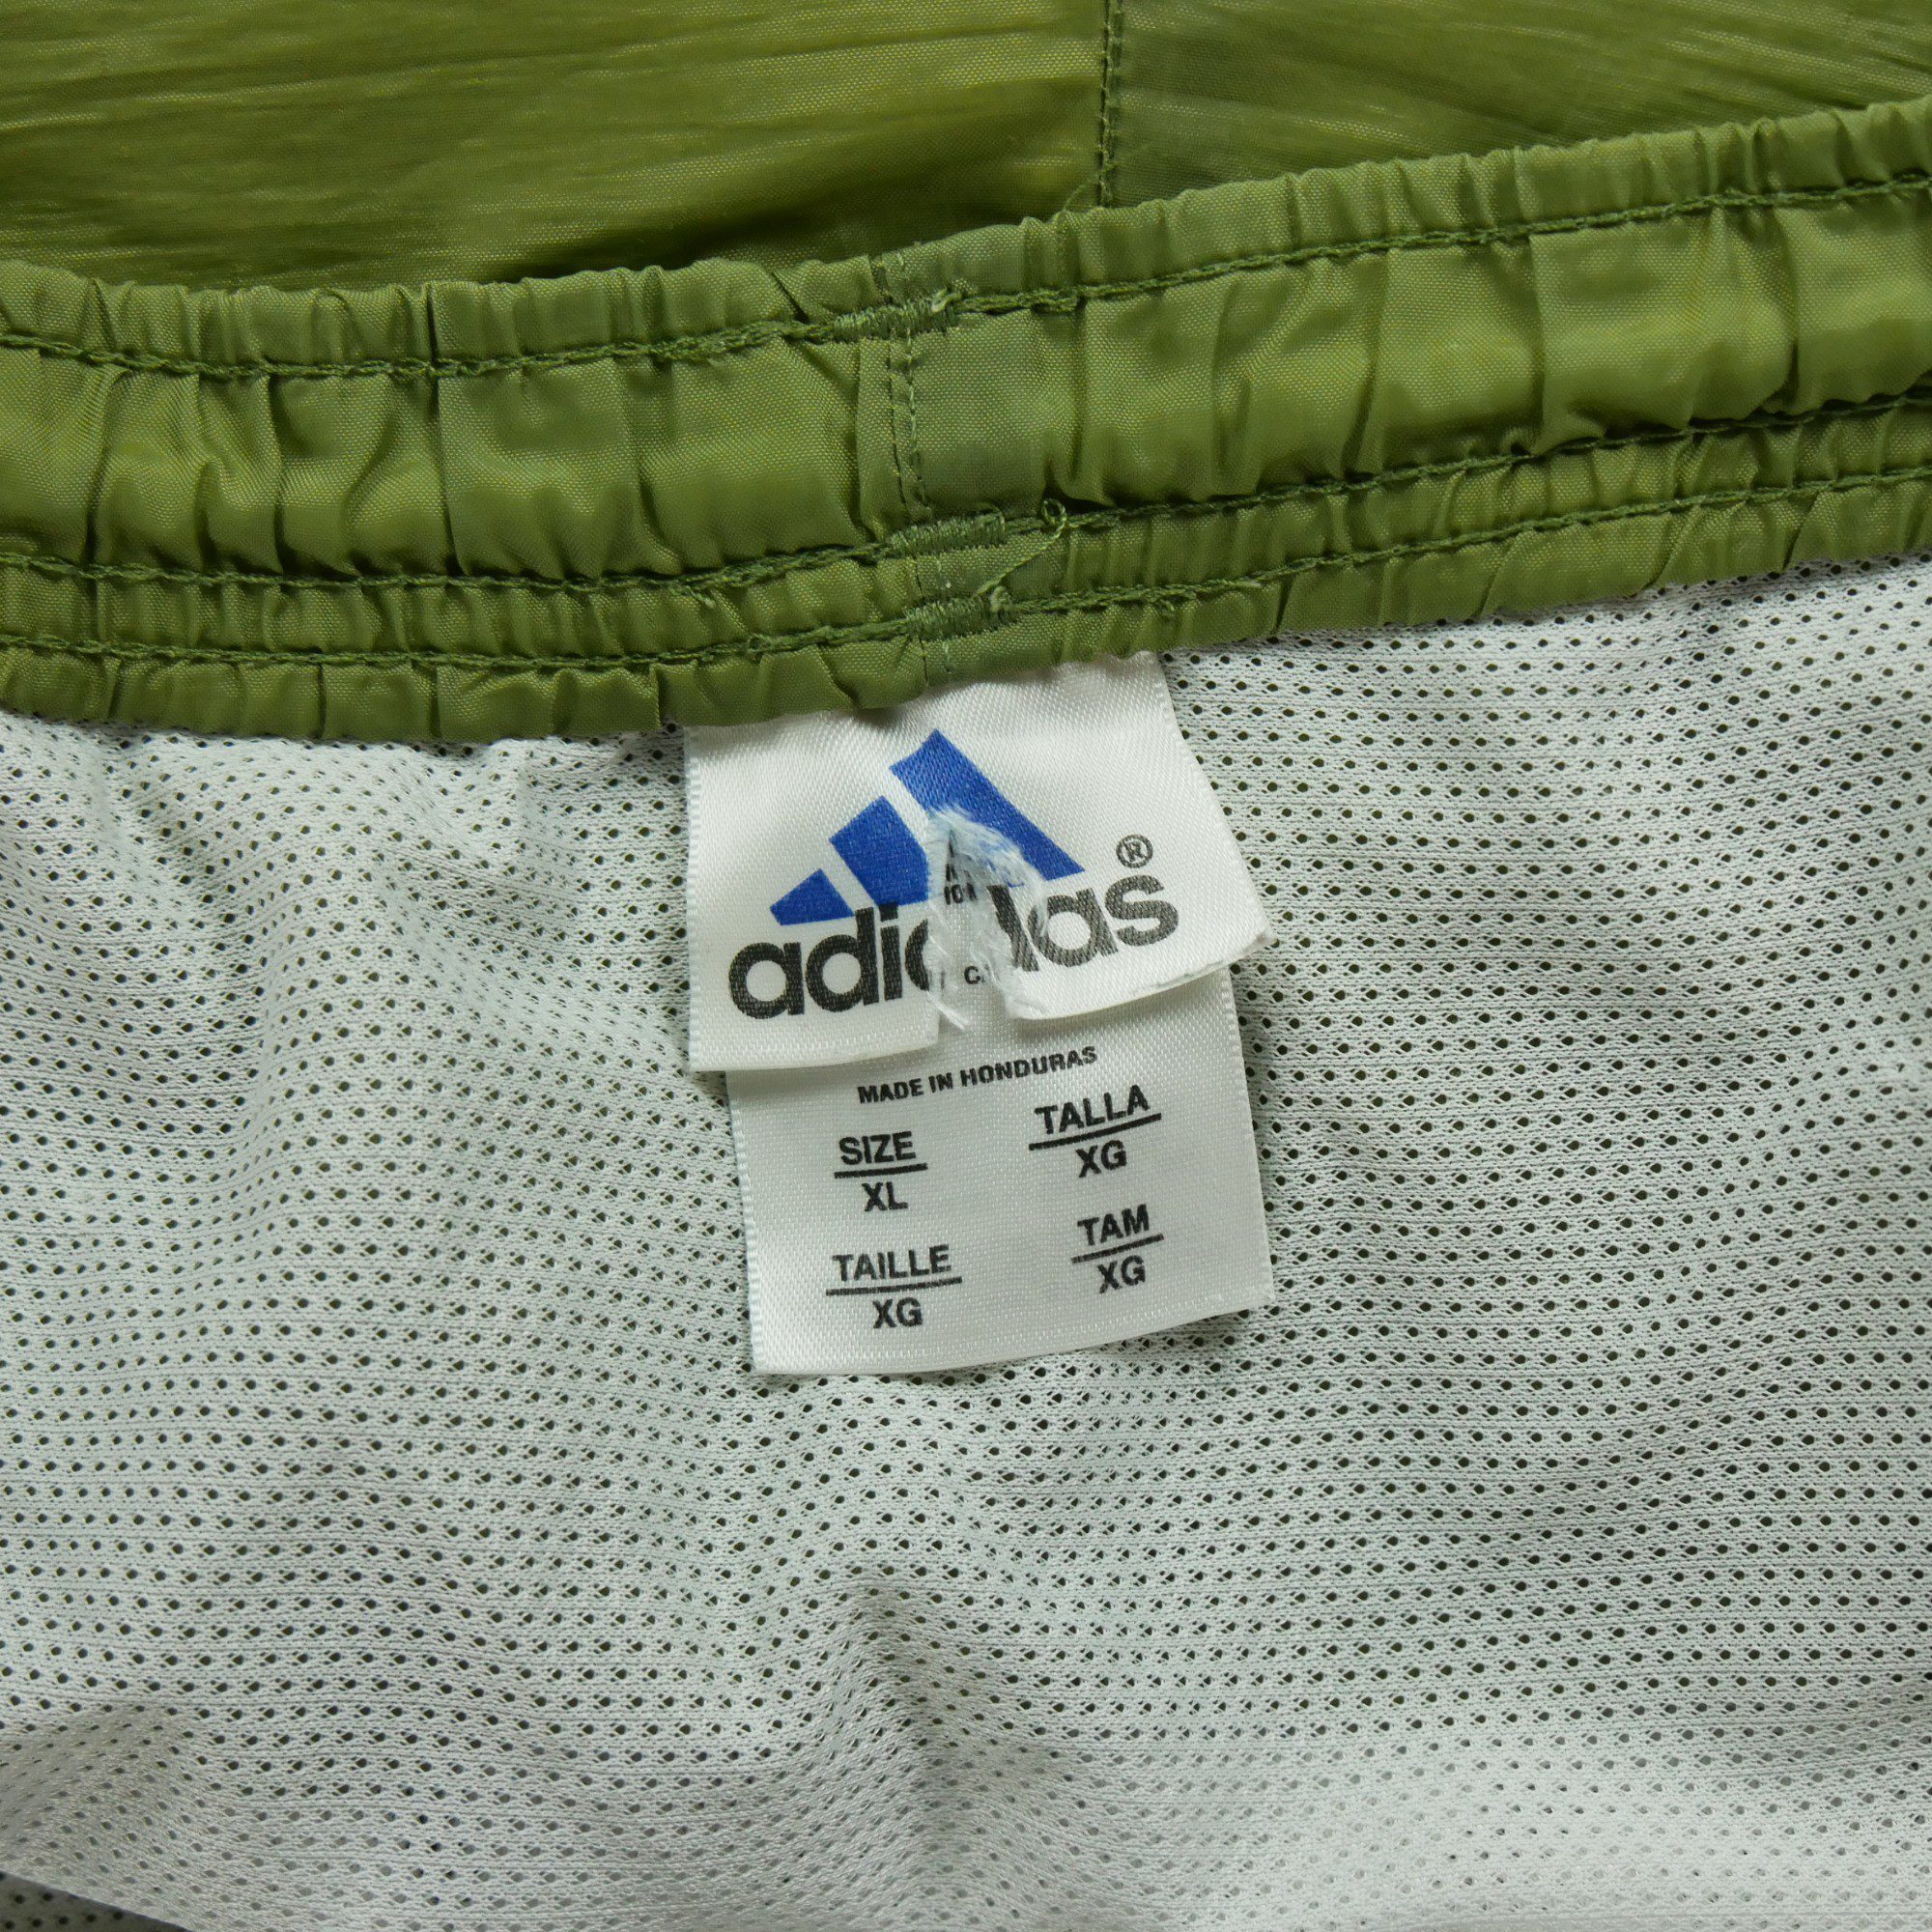 adidas®
MADE IN HONDURAS
SIZE
XL
TALLA
XG
TAILLE
XG
TAM
XG